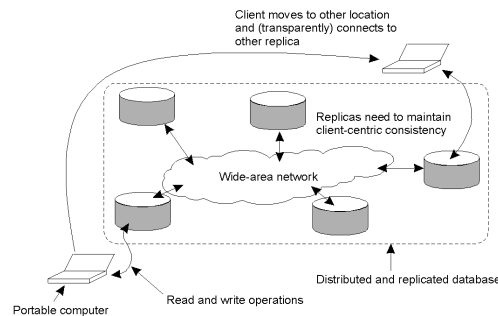 Client moves to other location
and (transparently) connects to
other replica
Replicas need to maintain
client-centric consistency
Wide-area network
Distributed and replicated database
Read and write operations
Portable computer